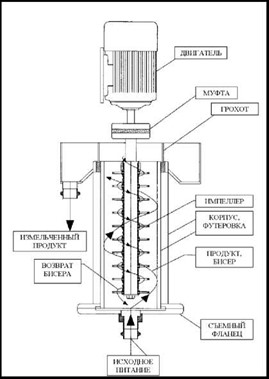 ДВИГАТЕЛЬ
МУФТА
ГРОХОТ
ИМПЕЛЛЕР
КОРПУС,
ФУТЕРОВКА
ИЗМЕЛЬЧЕННЫЙ
ПРОДУКТ
ПРОДУКТ,
БИСЕР
ВОЗВРАТ
БИСЕРА
СЪЕМНЫЙ
ФЛАНЕЦ
ИСХОДНОЕ
ПИТАНИЕ